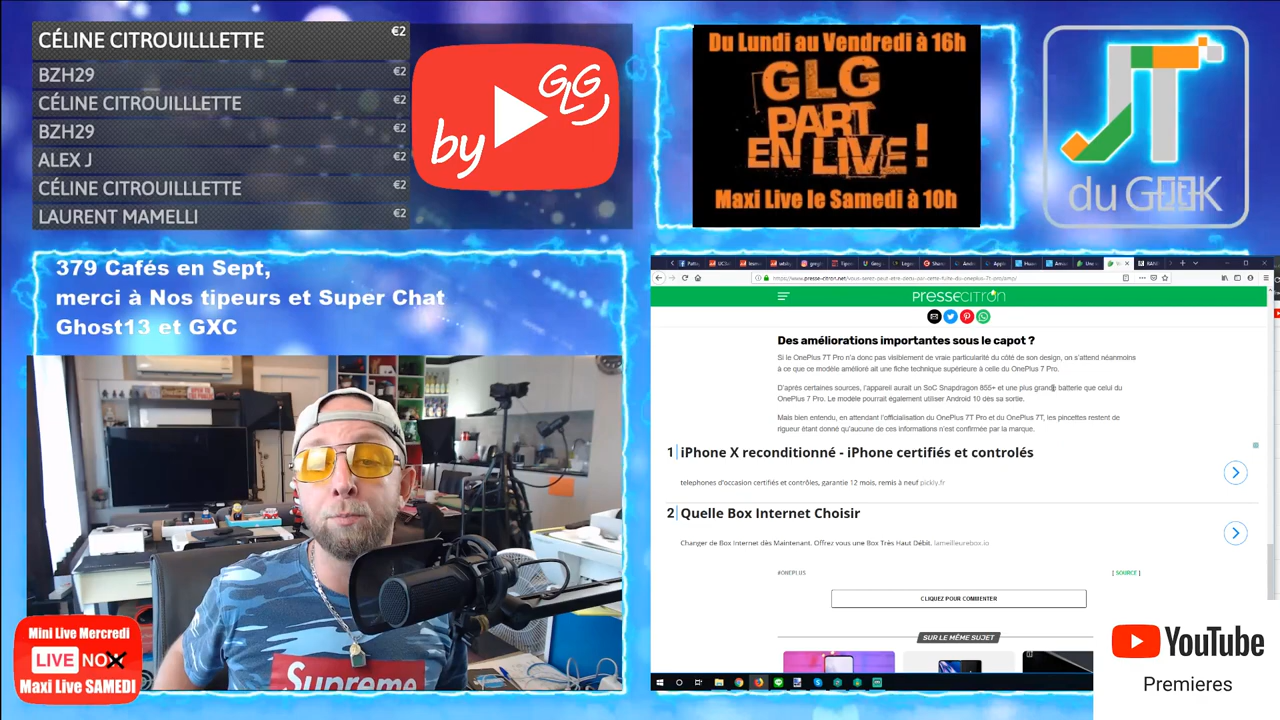 CÉLINE CITROUILLLETTE €2
BZH29 €2
CÉLINE CITROUILLLETTE €2
BZH29 €2
ALEX J €2
CÉLINE CITROUILLLETTE €2
LAURENT MAMELLI €2
by GLG
Du Lundi au Vendredi à 16h
GLG
PART
EN LIVE !
Maxi Live le Samedi à 10h
JT
du GEEK
379 Cafés en Sept,
merci à Nos tipeurs et Super Chat
Ghost13 et GXC
Supreme
Mini Live Mercredi
LIVE NOX
Maxi Live SAMEDI
PRESSECITRON
Des améliorations importantes sous le capot ?
Si le OnePlus 7T Pro n'a donc pas visiblement de vraie particularité du côté de son design, on s'attend néanmoins
à ce que ce modèle amélioré ait une fiche technique supérieure à celle du OnePlus 7 Pro.
D'après certaines sources, l'appareil aurait un SoC Snapdragon 855+ et une plus grande batterie que celui du
OnePlus 7 Pro. Le modèle pourrait également utiliser Android 10 dès sa sortie.
Mais bien entendu, en attendant l'officialisation du OnePlus 7T Pro et du OnePlus 7T, les pincettes restent de
rigueur étant donné qu'aucune de ces informations n'est confirmée par la marque.
1 iPhone X reconditionné - iPhone certifiés et controlés
telephones d'occasion certifiés et contrôles, garantie 12 mois, remis à neuf pickly.fr
2 Quelle Box Internet Choisir
Changer de Box Internet dès Maintenant. Offrez vous une Box Très Haut Débit. lameilleurebox.io
#ONEPLUS [ SOURCE ]
CLIQUEZ POUR COMMENTER
SUR LE MÊME SUJET
YouTube
Premieres